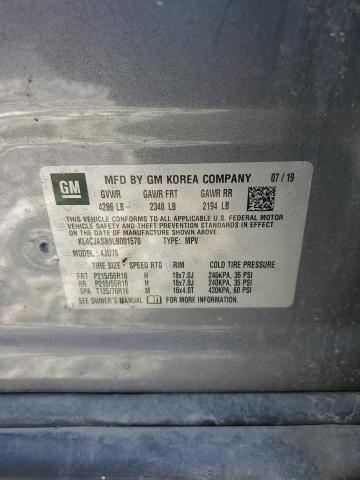 GM
MFD BY GM KOREA COMPANY 07/19
GVWR GAWR FRT GAWR RR
4286 LB 2348 LB 2194 LB
THIS VEHICLE CONFORMS TO ALL APPLICABLE U.S. FEDERAL MOTOR
VEHICLE SAFETY, BUMPER, AND THEFT PREVENTION STANDARDS
IN EFFECT ON THE DATE OF MANUFACTURE SHOWN ABOVE.
TYPE: MPV
MODEL: 4JU75
TIRE SIZE SPEED RTG RIM COLD TIRE PRESSURE
FRT P215/55R18 H 18x7.0J 240KPA, 35 PSI
RR P215/55R18 H 18x7.0J 240KPA, 35 PSI
SPA T125/70R16 M 16x4.0T 420KPA, 60 PSI
SEE OWNER'S MANUAL FOR MORE INFORMATION.